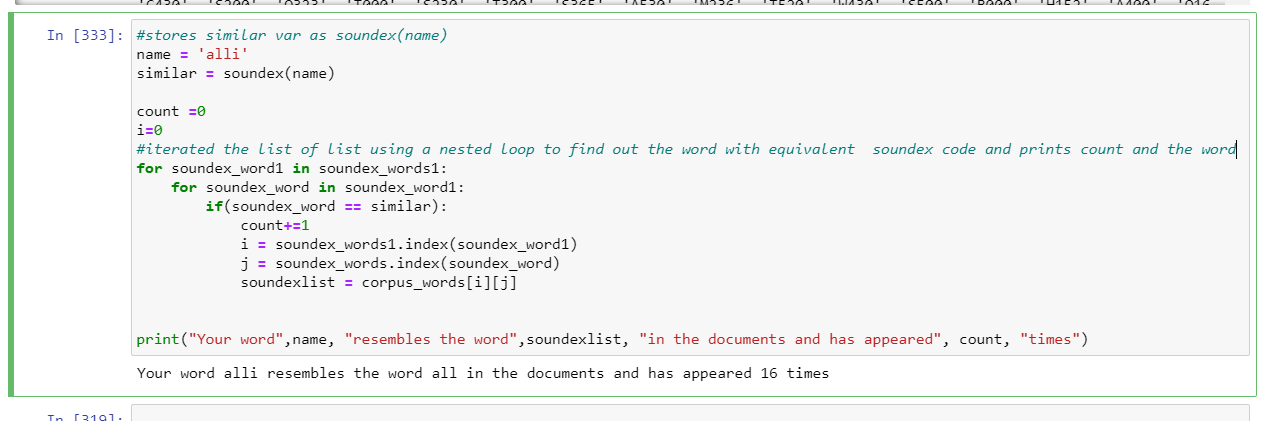 In [333]: #stores similar var as soundex(name)
name = 'alli'
similar = soundex(name)
count =0
i=0
#iterated the list of list using a nested loop to find out the word with equivalent  soundex code and prints count and the word
for soundex_word1 in soundex_words1:
    for soundex_word in soundex_word1:
        if(soundex_word == similar):
            count+=1
            i = soundex_words1.index(soundex_word1)
            j = soundex_words.index(soundex_word)
            soundexlist = corpus_words[i][j]
print("Your word",name, "resembles the word",soundexlist, "in the documents and has appeared", count, "times")
Your word alli resembles the word all in the documents and has appeared 16 times
In [319]: